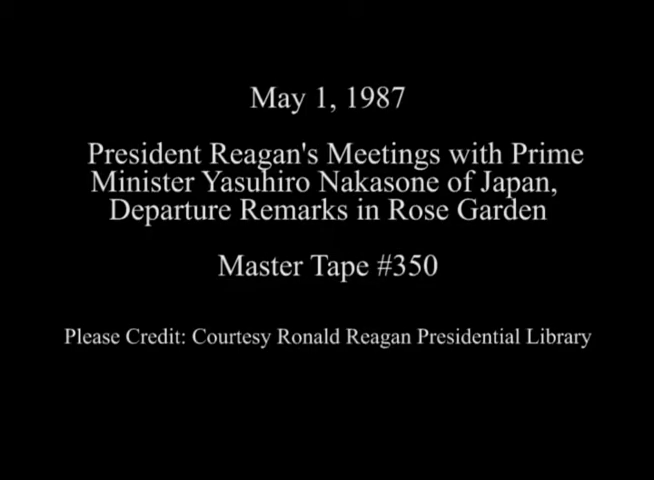 May 1, 1987
President Reagan's Meetings with Prime
Minister Yasuhiro Nakasone of Japan,
Departure Remarks in Rose Garden
Master Tape #350
Please Credit: Courtesy Ronald Reagan Presidential Library